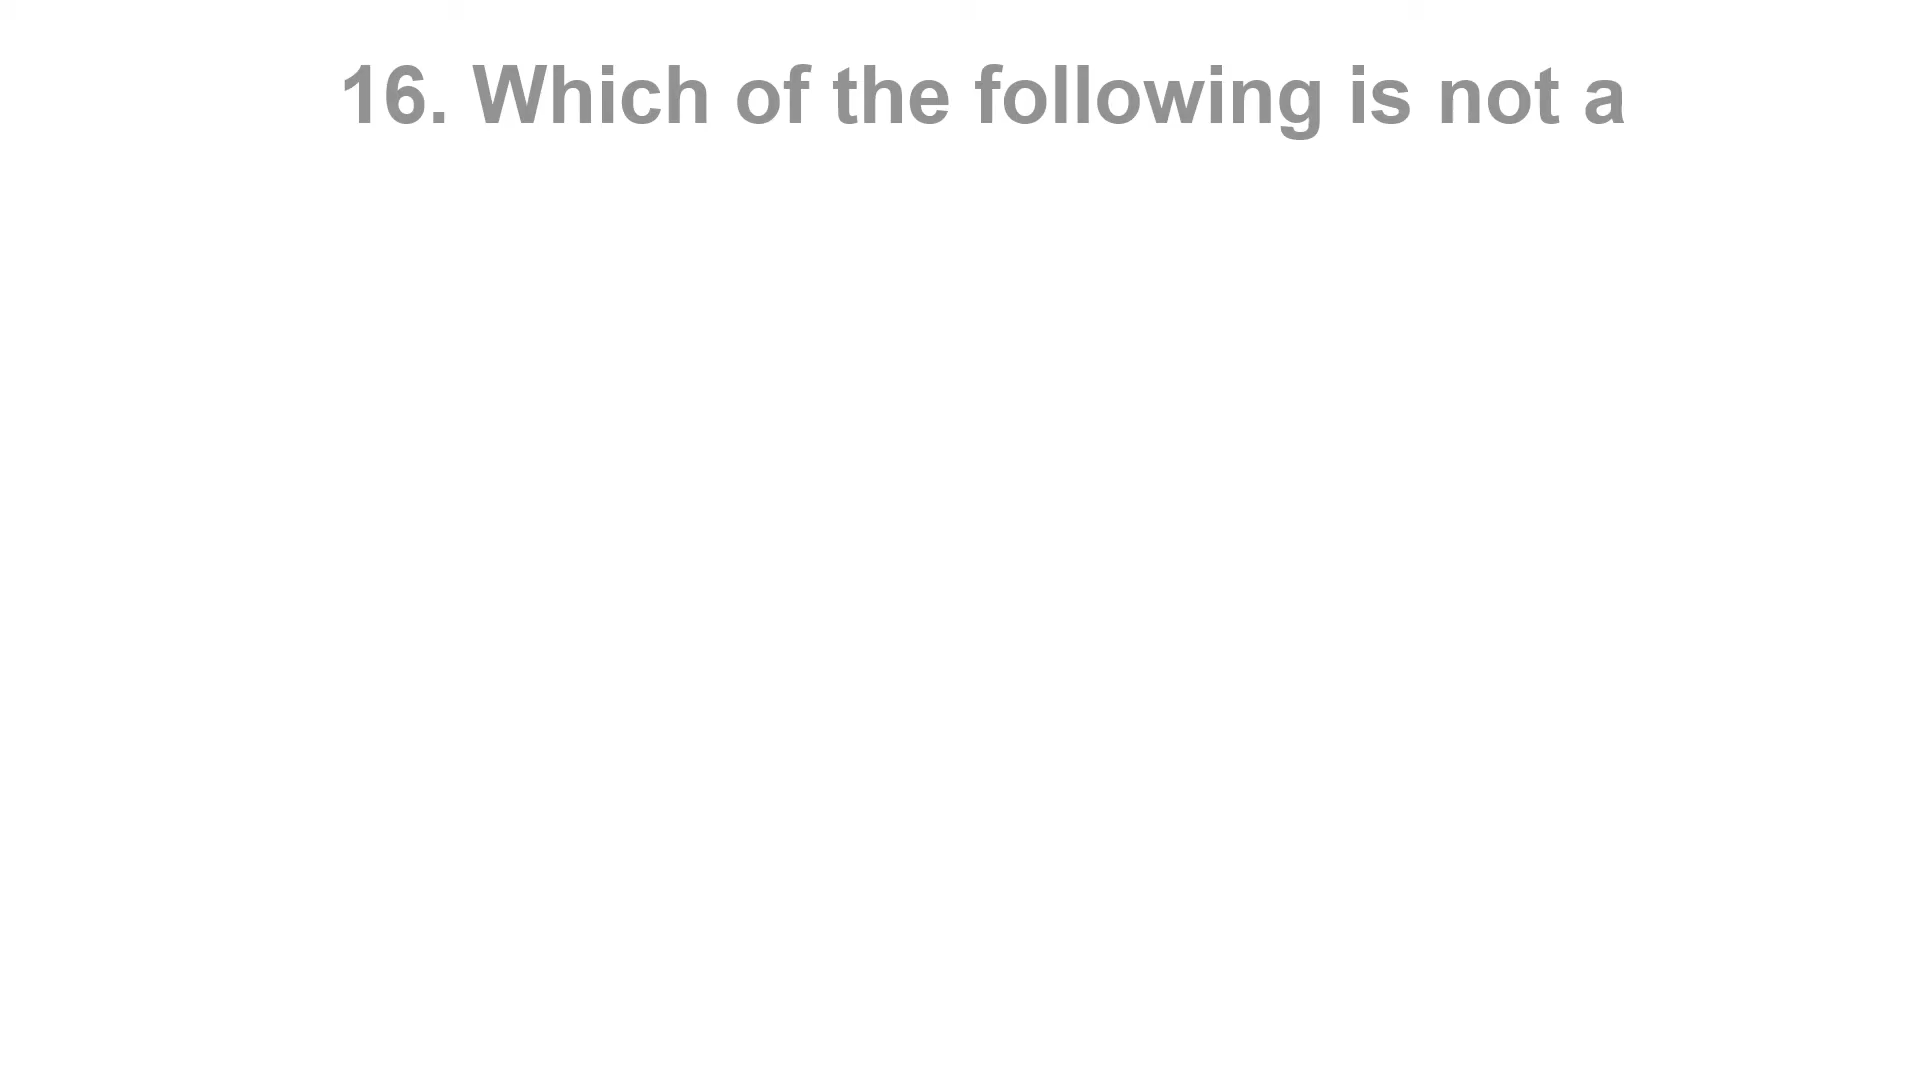 16. Which of the following is not a